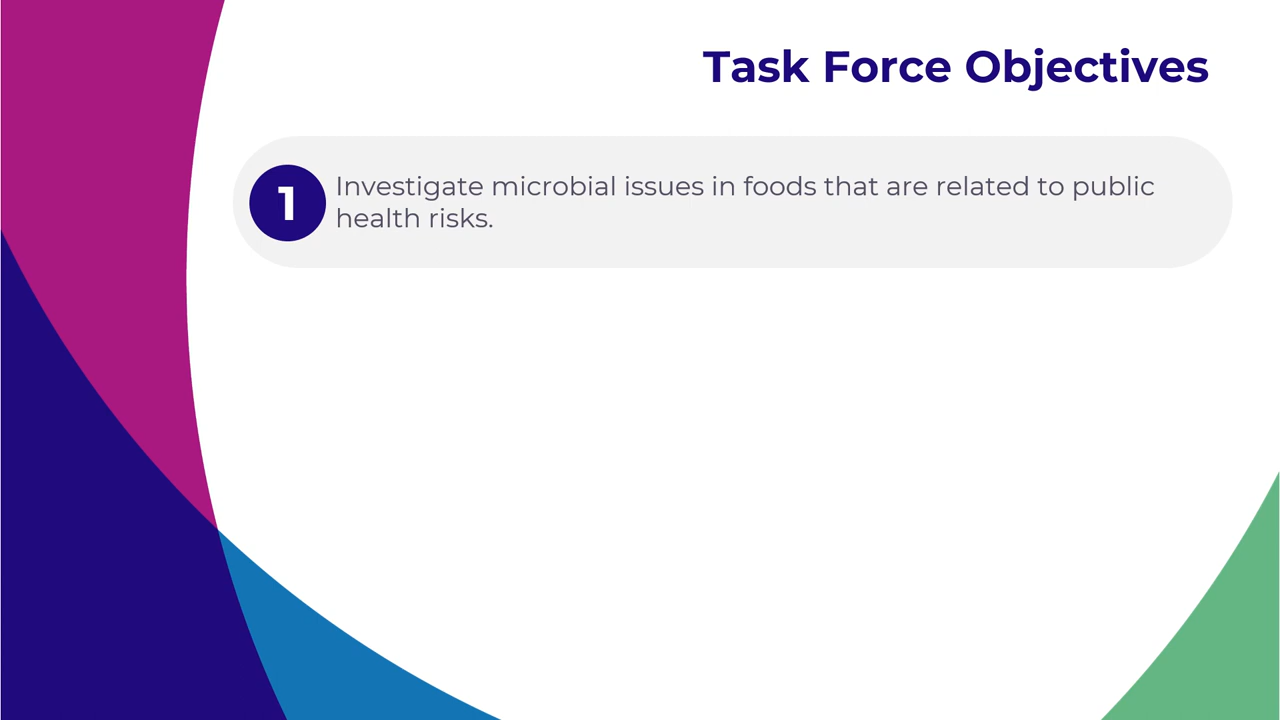 Task Force Objectives
1
Investigate microbial issues in foods that are related to public
health risks.